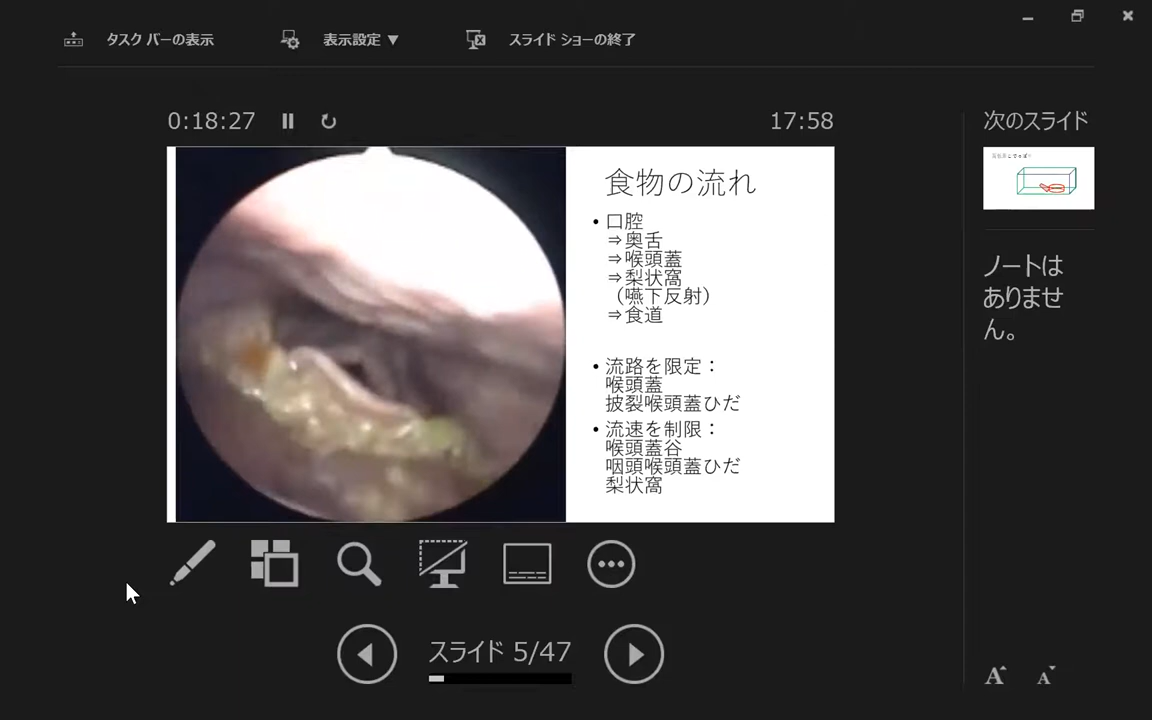 タスク バーの表示
表示設定 ▼
スライド ショーの終了
0:18:27
17:58
次のスライド
食物の流れ
• 口腔
⇒奥舌
⇒喉頭蓋
⇒梨状窩
（嚥下反射）
⇒食道
• 流路を限定：
喉頭蓋
披裂喉頭蓋ひだ
• 流速を制限：
喉頭蓋谷
咽頭喉頭蓋ひだ
梨状窩
ノートは
ありませ
ん。
スライド 5/47
A
A